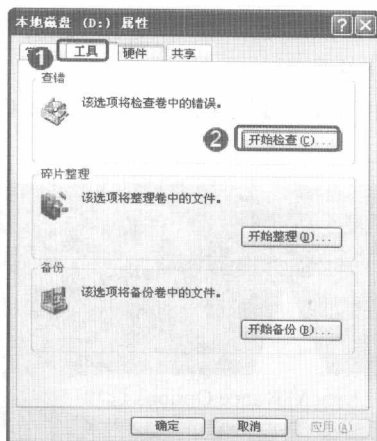 本地磁盘 (D:) 属性
1
工具 硬件 共享
查错
该选项将检查卷中的错误。
2
开始检查(C)...
碎片整理
该选项将整理卷中的文件。
开始整理(D)...
备份
该选项将备份卷中的文件。
开始备份(B)...
确定 取消 应用(A)